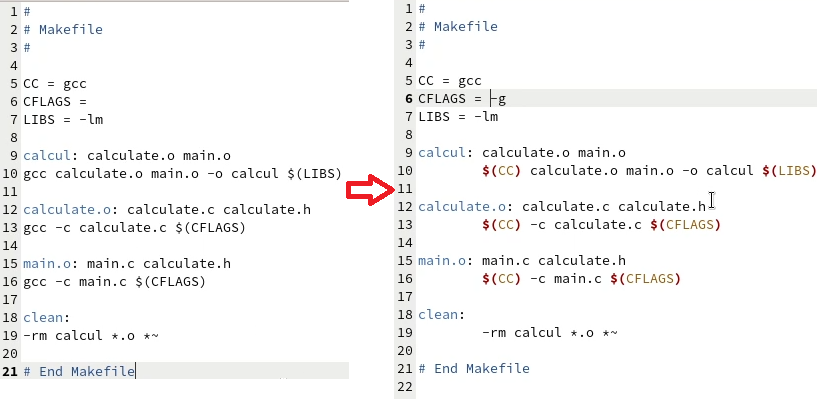 1 #
2 # Makefile
3 #
4
5 CC = gcc
6 CFLAGS =
7 LIBS = -lm
8
9 calcul: calculate.o main.o
10 gcc calculate.o main.o -o calcul $(LIBS)
11
12 calculate.o: calculate.c calculate.h
13 gcc -c calculate.c $(CFLAGS)
14
15 main.o: main.c calculate.h
16 gcc -c main.c $(CFLAGS)
17
18 clean:
19 -rm calcul *.o *~
20
21 # End Makefile
1 #
2 # Makefile
3 #
4
5 CC = gcc
6 CFLAGS = -g
7 LIBS = -lm
8
9 calcul: calculate.o main.o
10 $(CC) calculate.o main.o -o calcul $(LIBS)
11
12 calculate.o: calculate.c calculate.h
13 $(CC) -c calculate.c $(CFLAGS)
14
15 main.o: main.c calculate.h
16 $(CC) -c main.c $(CFLAGS)
17
18 clean:
19 -rm calcul *.o *~
20
21 # End Makefile
22